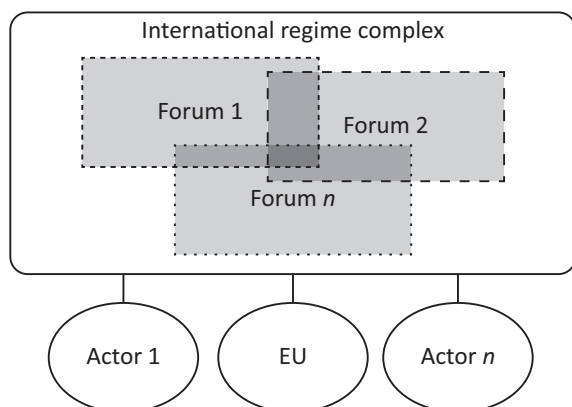 International regime complex
Forum 1
Forum 2
Forum n
Actor 1
EU
Actor n